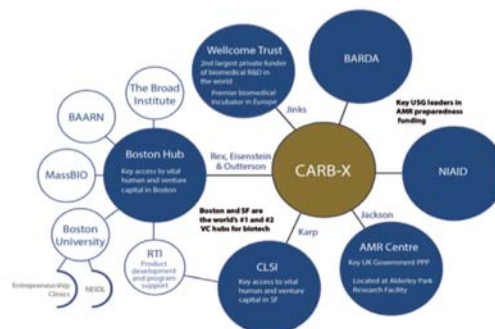 Wellcome Trust
2nd largest private funder
of biomedical R&D in
the world
Premier biomedical
incubator in Europe
BARDA
The Broad
Institute
BAARN
Jinks
Key USG leaders in
AMR preparedness
funding
Boston Hub
Key access to vital
human and venture
capital in Boston
Rex, Eisenstein
& Outterson
CARB-X
NIAID
MassBIO
Boston and SF are
the world's #1 and #2
VC hubs for biotech
Jackson
Karp
Boston
University
RTI
Product
development and
program support
CLSI
Key access to vital
human and venture
capital in SF
AMR Centre
Key UK Government PPP
Located at Alderley Park
Research Facility
Entrepreneurship
Clinics
NEIDL